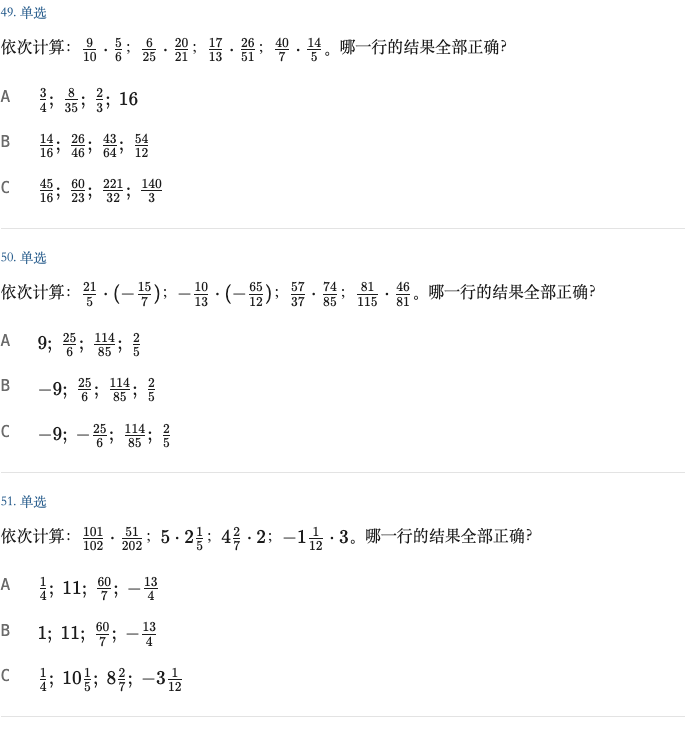 49. 单选
依次计算： 9/10 · 5/6； 6/25 · 20/21； 17/13 · 26/51； 40/7 · 14/5。哪一行的结果全部正确?
A 3/4; 8/35; 2/3; 16
B 14/16; 26/46; 43/64; 54/12
C 45/16; 60/23; 221/32; 140/3
50. 单选
依次计算： 21/5 · (−15/7)； −10/13 · (−65/12)； 57/37 · 74/85； 81/115 · 46/81。哪一行的结果全部正确?
A 9; 25/6; 114/85; 2/5
B −9; 25/6; 114/85; 2/5
C −9; −25/6; 114/85; 2/5
51. 单选
依次计算： 101/102 · 51/202； 5 · 2 1/5； 4 2/7 · 2； −1 1/12 · 3。哪一行的结果全部正确?
A 1/4; 11; 60/7; −13/4
B 1; 11; 60/7; −13/4
C 1/4; 10 1/5; 8 2/7; −3 1/12